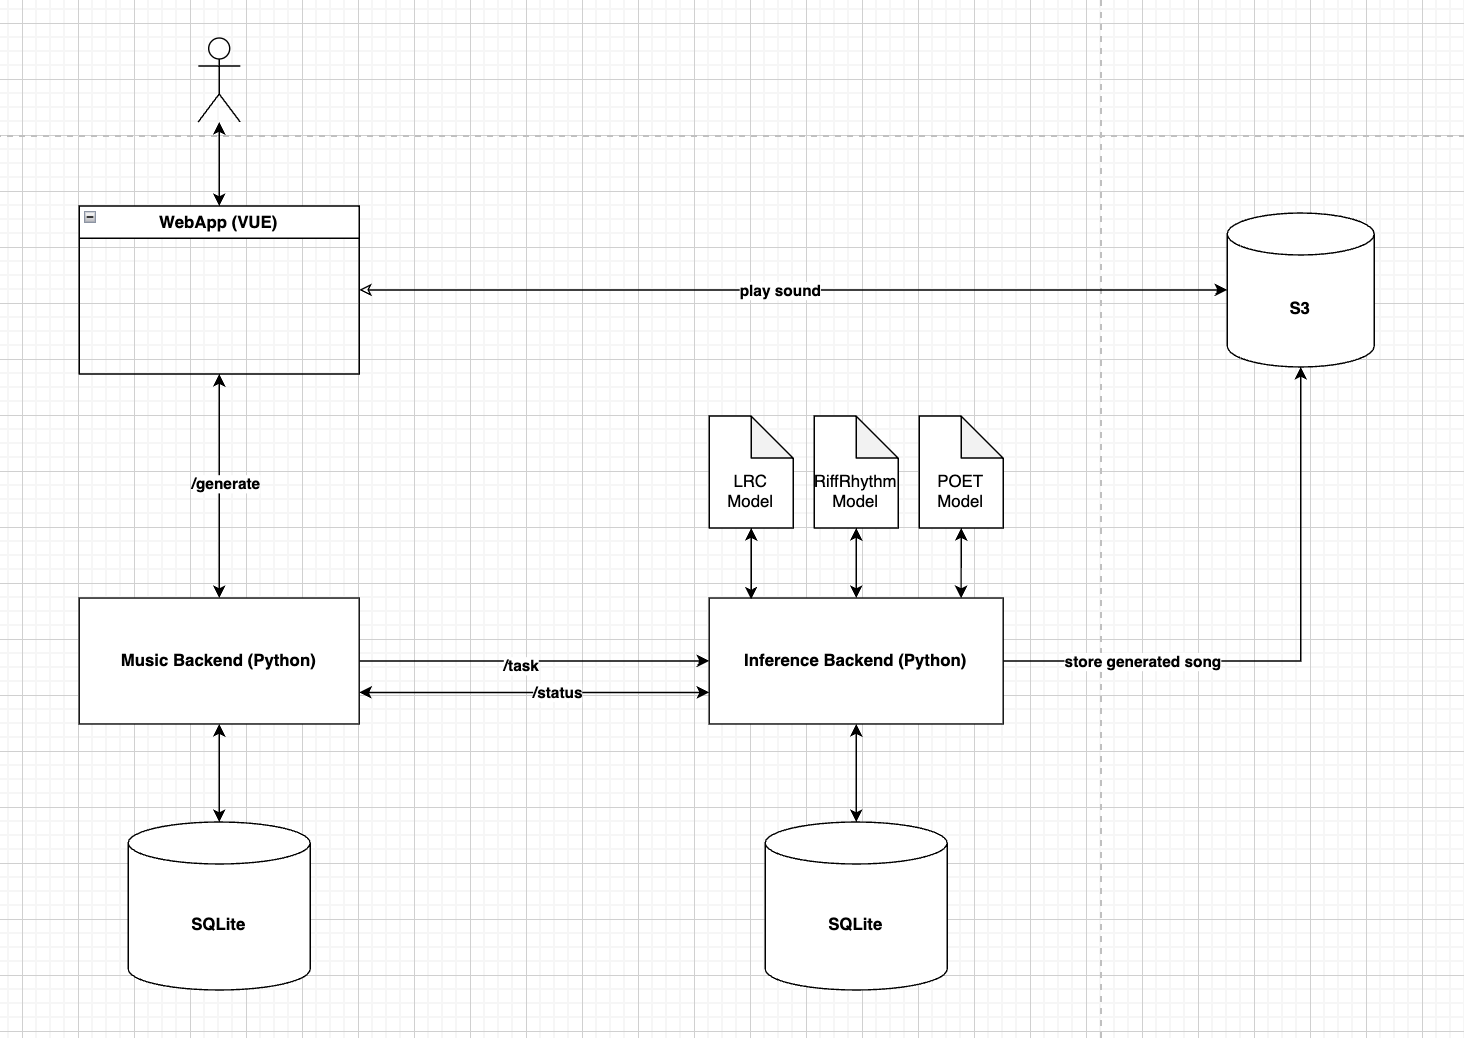 WebApp (VUE)
play sound
S3
/generate
LRC
Model
RiffRhythm
Model
POET
Model
Music Backend (Python)
/task
/status
Inference Backend (Python)
store generated song
SQLite
SQLite